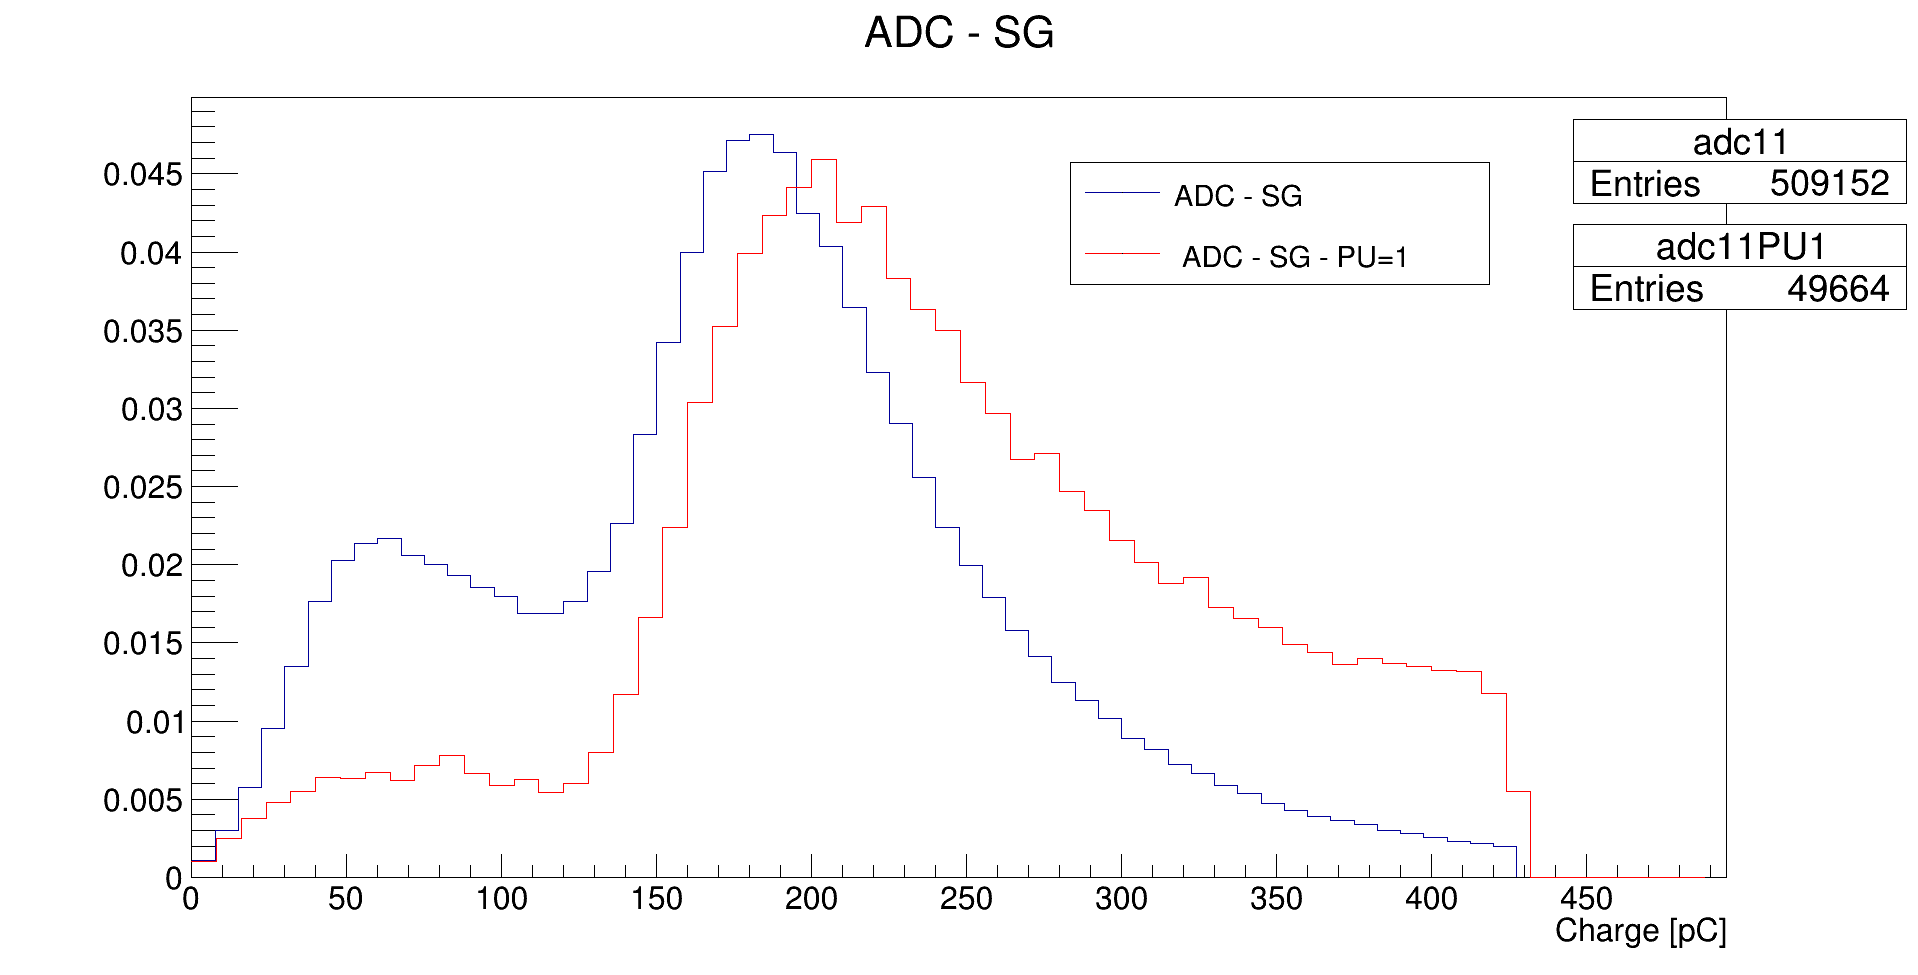 ADC - SG
adc11
Entries 509152
adc11PU1
Entries 49664
ADC - SG
ADC - SG - PU=1
0.045
0.04
0.035
0.03
0.025
0.02
0.015
0.01
0.005
0
0 50 100 150 200 250 300 350 400 450
Charge [pC]